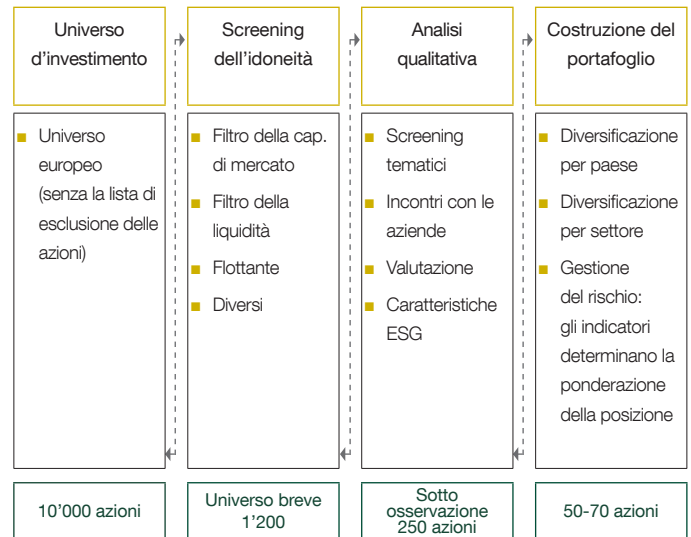 Universo
d'investimento
Screening
dell'idoneità
Analisi
qualitativa
Costruzione del
portafoglio
Universo
europeo
(senza la lista di
esclusione delle
azioni)
Filtro della cap.
di mercato
Filtro della
liquidità
Flottante
Diversi
Screening
tematici
Incontri con le
aziende
Valutazione
Caratteristiche
ESG
Diversificazione
per paese
Diversificazione
per settore
Gestione
del rischio:
gli indicatori
determinano la
ponderazione
della posizione
10'000 azioni
Universo breve
1'200
Sotto
osservazione
250 azioni
50-70 azioni